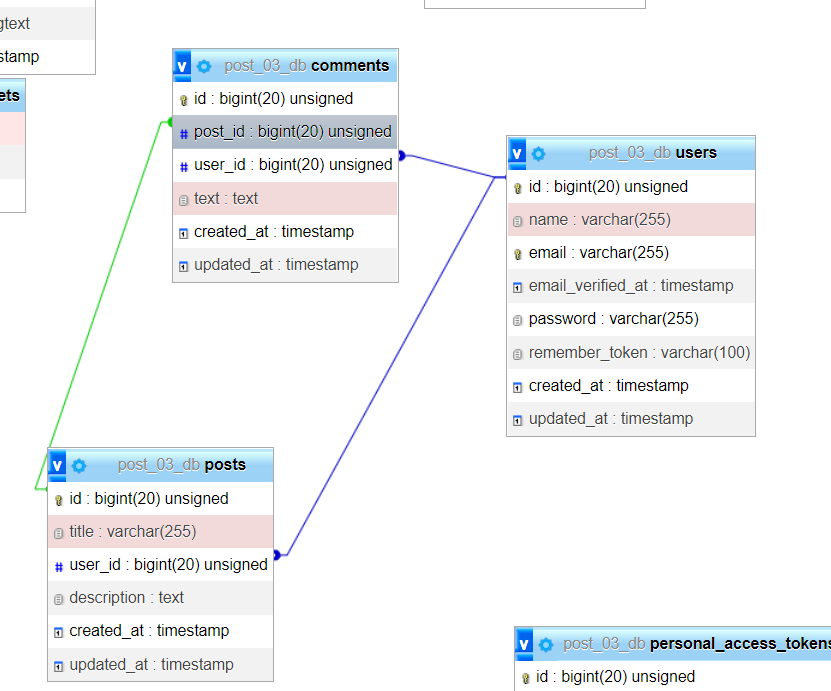 gtext
stamp
ets
v post_03_db comments
id : bigint(20) unsigned
# post_id : bigint(20) unsigned
# user_id : bigint(20) unsigned
text : text
created_at : timestamp
updated_at : timestamp
v post_03_db users
id : bigint(20) unsigned
name : varchar(255)
email : varchar(255)
email_verified_at : timestamp
password : varchar(255)
remember_token : varchar(100)
created_at : timestamp
updated_at : timestamp
v post_03_db posts
id : bigint(20) unsigned
title : varchar(255)
# user_id : bigint(20) unsigned
description : text
created_at : timestamp
updated_at : timestamp
v post_03_db personal_access_tokens
id : bigint(20) unsigned